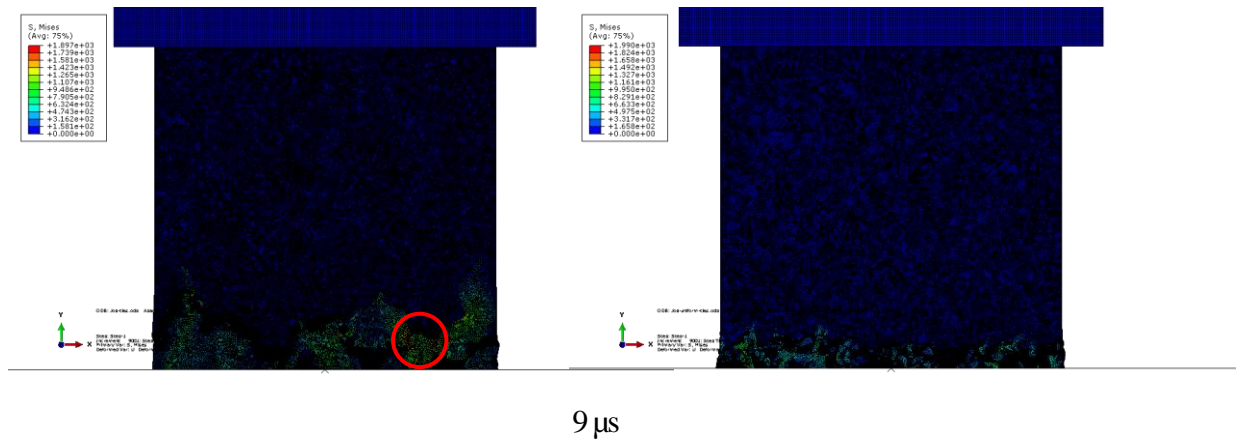 S, Mises
(Avg: 75%)
+1.897e+03
+1.739e+03
+1.581e+03
+1.423e+03
+1.265e+03
+1.107e+03
+9.486e+02
+7.905e+02
+6.324e+02
+4.743e+02
+3.162e+02
+1.581e+02
+0.000e+00
Y
X
S, Mises
(Avg: 75%)
+1.990e+03
+1.824e+03
+1.658e+03
+1.492e+03
+1.327e+03
+1.161e+03
+9.950e+02
+8.291e+02
+6.633e+02
+4.975e+02
+3.317e+02
+1.658e+02
+0.000e+00
Y
X
9 μs